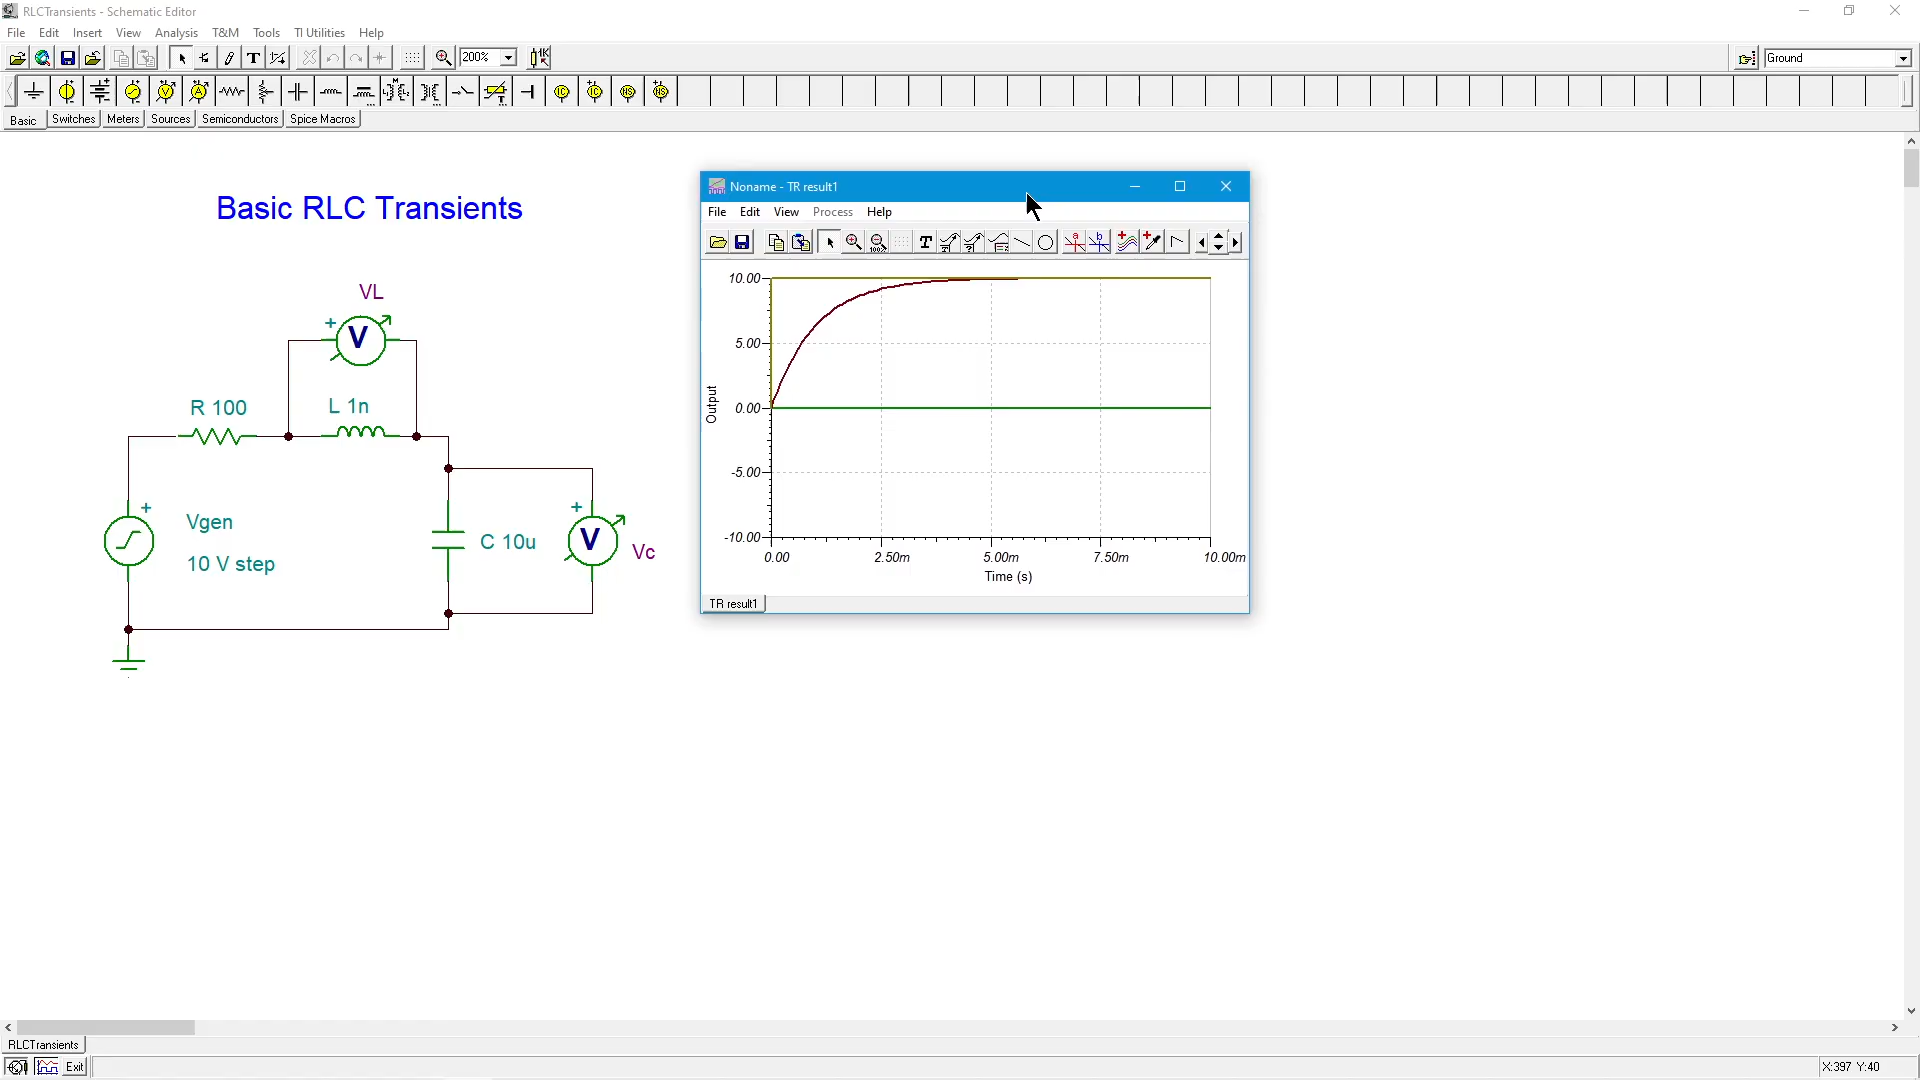 RLCTransients - Schematic Editor
File Edit Insert View Analysis T&M Tools TI Utilities Help
T 200% 1K Ground
Basic Switches Meters Sources Semiconductors Spice Macros
Basic RLC Transients
VL
+
V
R 100
L 1n
+
Vgen
10 V step
C 10u
+
V
Vc
Noname - TR result1
File Edit View Process Help
T a b
10.00
5.00
0.00
-5.00
-10.00
Output
0.00 2.50m 5.00m 7.50m 10.00m
Time (s)
TR result1
RLCTransients
Exit
X:397 Y:40